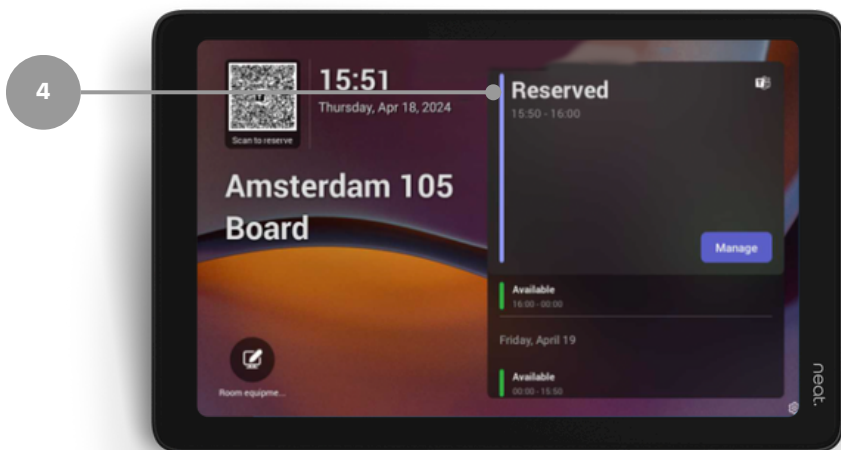 4
15:51
Thursday, Apr 18, 2024
Scan to reserve
Amsterdam 105
Board
Room equipme...
Reserved
15:50 - 16:00
Manage
Available
16:00 - 00:00
Friday, April 19
Available
00:00 - 15:50
neat.